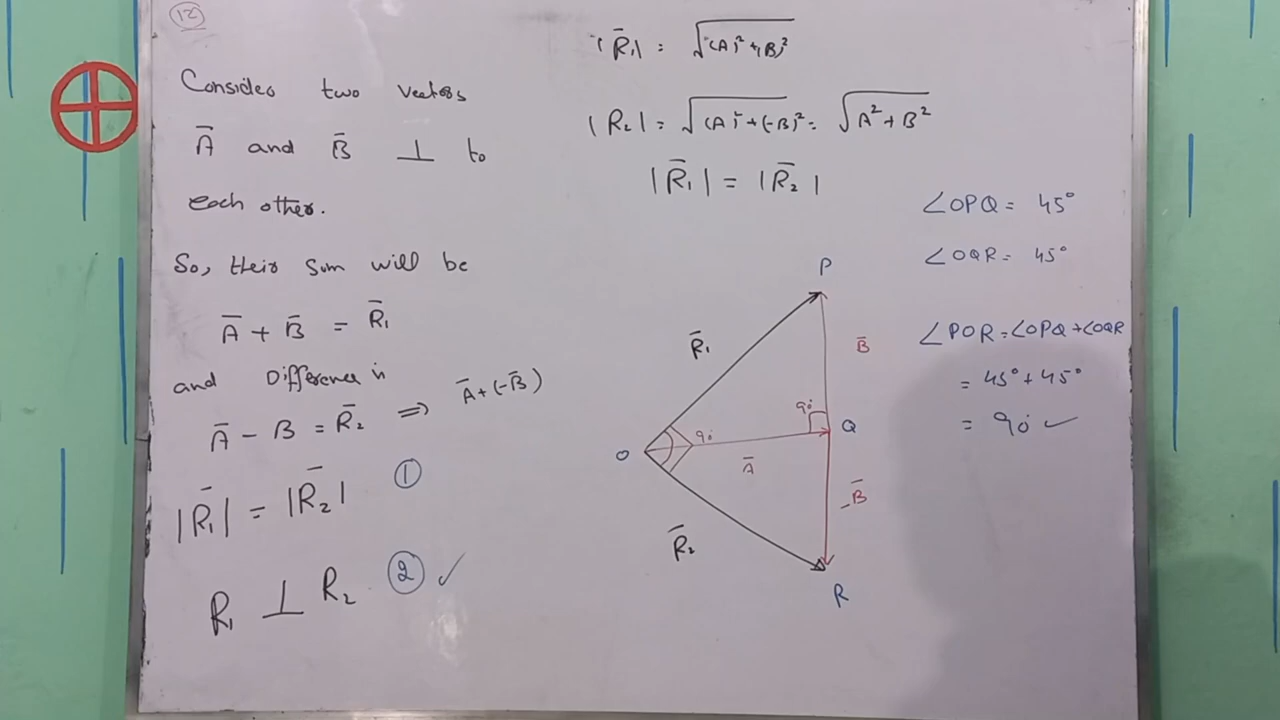 12
Consider two vectors
A̅ and B̅ ⊥ to
each other.
So, their sum will be
A̅ + B̅ = R̅₁
and Difference is
A̅ - B = R̅₂ ⇒ A̅+(-B̅)
|R̅₁| = |R̅₂| ①
R₁ ⊥ R₂ ② ✓
|R̅₁| = √(A)²+(B)²
|R₂| = √(A)²+(-B)² = √A²+B²
|R̅₁| = |R̅₂|
∠OPQ = 45°
∠OQR = 45°
∠POR = ∠OPQ+∠OQR
= 45°+45°
= 90° ✓
P
R̅₁
B̅
90°
O
90°
Q
A̅
-B̅
R̅₂
R